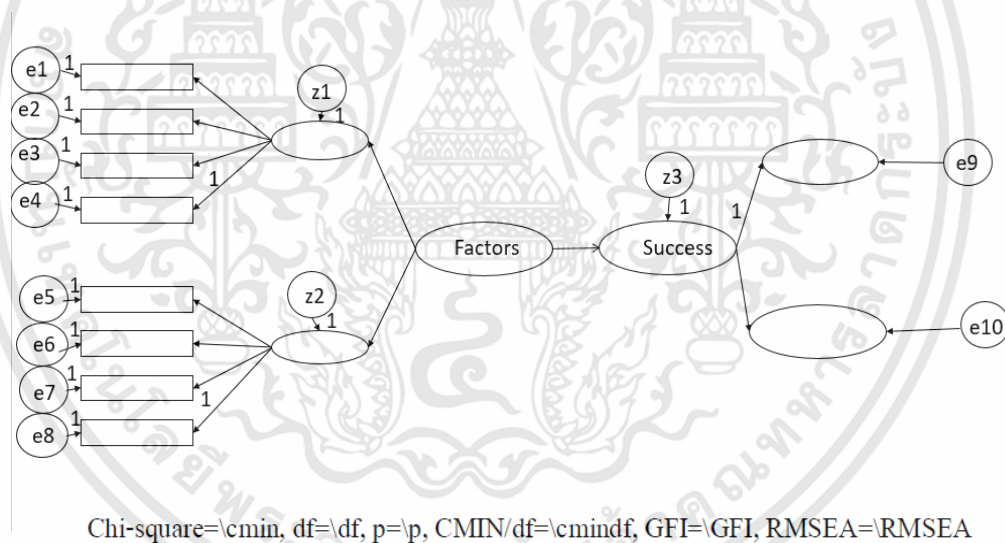 e1
1
e2
1
e3
1
e4
1
1
z1
1
e5
1
e6
1
e7
1
e8
1
1
z2
1
Factors
z3
1
Success
1
e9
e10
Chi-square=\cmin, df=\df, p=\p, CMIN/df=\cmindf, GFI=\GFI, RMSEA=\RMSEA